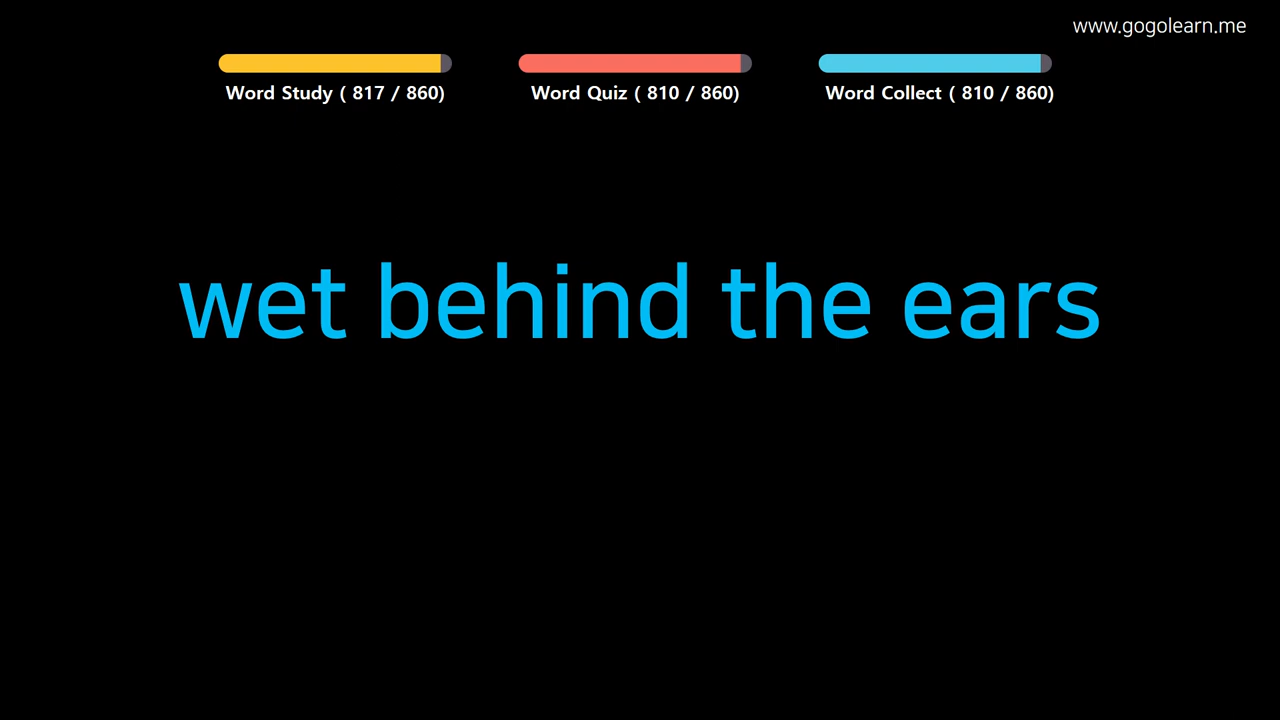 www.gogolearn.me
Word Study ( 817 / 860)
Word Quiz ( 810 / 860)
Word Collect ( 810 / 860)
wet behind the ears